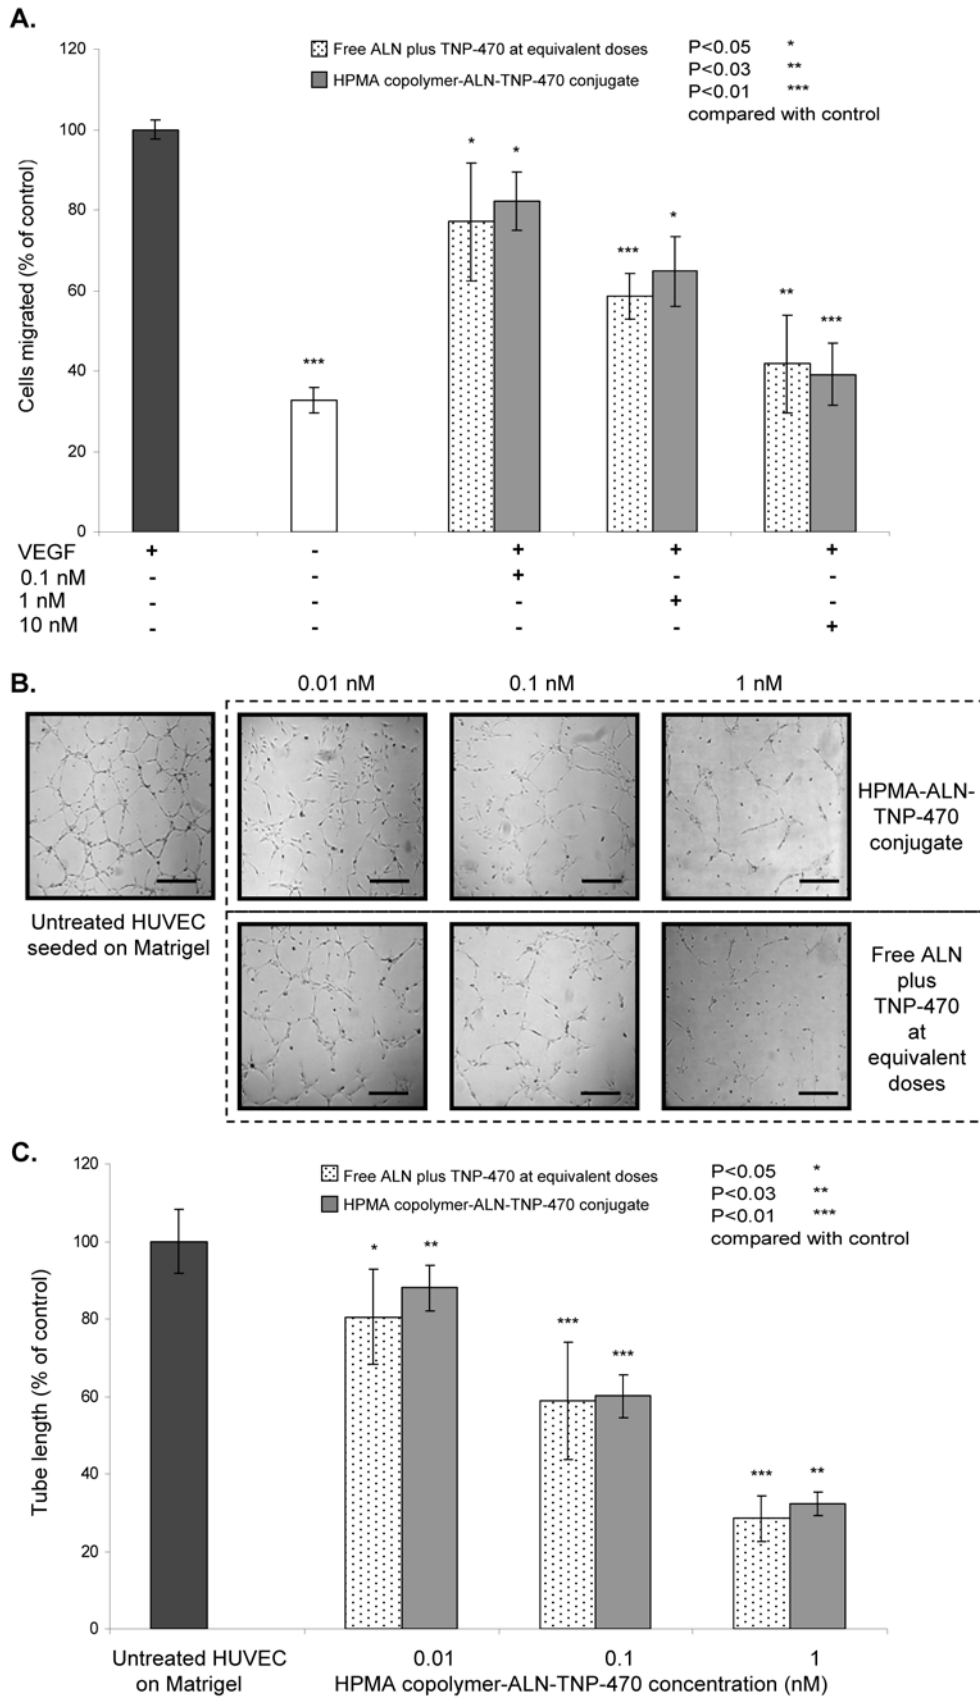 A.
120
100
80
60
40
20
0
Cells migrated (% of control)
Free ALN plus TNP-470 at equivalent doses
HPMA copolymer-ALN-TNP-470 conjugate
P<0.05 *
P<0.03 **
P<0.01 ***
compared with control
***
* *
*** *
** ***
VEGF + - + + +
0.1 nM - - + - -
1 nM - - - + -
10 nM - - - - +
B.
0.01 nM 0.1 nM 1 nM
HPMA-ALN-
TNP-470
conjugate
Untreated HUVEC
seeded on Matrigel
Free ALN
plus
TNP-470
at
equivalent
doses
C.
120
100
80
60
40
20
0
Tube length (% of control)
Free ALN plus TNP-470 at equivalent doses
HPMA copolymer-ALN-TNP-470 conjugate
P<0.05 *
P<0.03 **
P<0.01 ***
compared with control
* **
*** ***
*** **
Untreated HUVEC
on Matrigel
0.01 0.1 1
HPMA copolymer-ALN-TNP-470 concentration (nM)